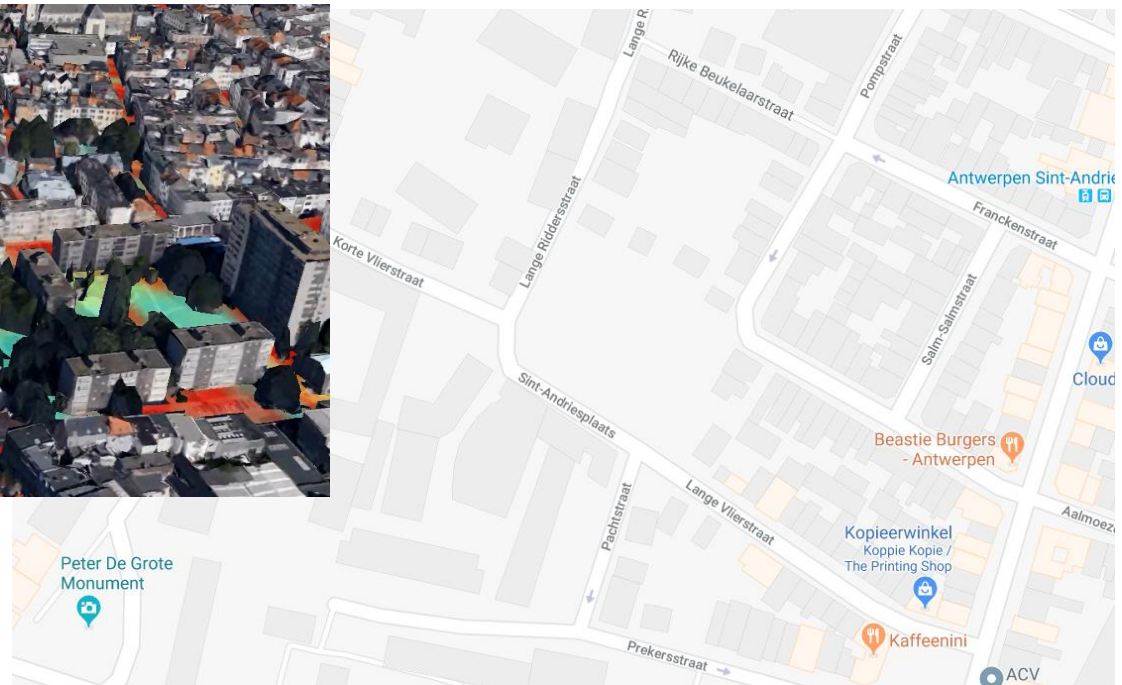 Lange R
Rijke Beukelaarstraat
Pompstraat
Antwerpen Sint-Andrie
Franckenstraat
Lange Riddersstraat
Korte Vlierstraat
Salm-Salmstraat
Cloud
Sint-Andriesplaats
Beastie Burgers
- Antwerpen
Lange Vlierstraat
Pachtstraat
Aalmoeze
Kopieerwinkel
Koppie Kopie /
The Printing Shop
Peter De Grote
Monument
Kaffeenini
Prekersstraat
ACV